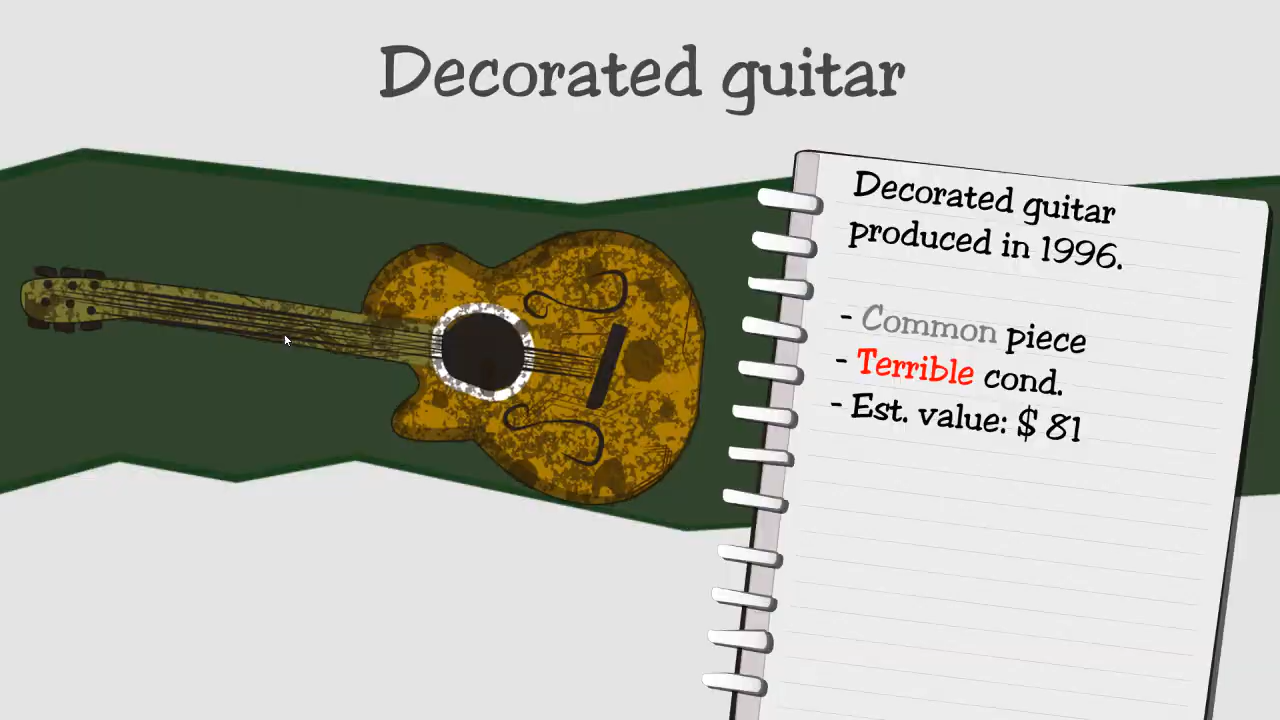 Decorated guitar
Decorated guitar
produced in 1996.
- Common piece
- Terrible cond.
- Est. value: $ 81